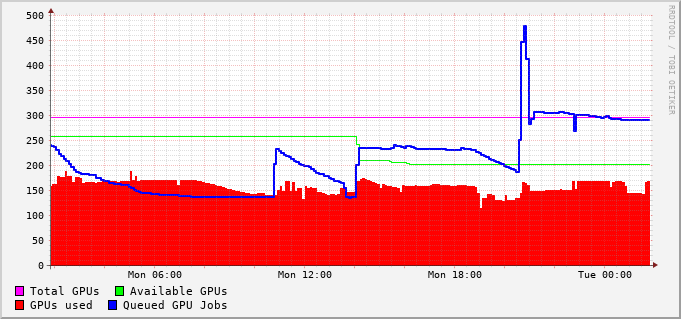 500
450
400
350
300
250
200
150
100
50
0
Mon 06:00 Mon 12:00 Mon 18:00 Tue 00:00
Total GPUs Available GPUs
GPUs used Queued GPU Jobs
RRDTOOL / TOBI OETIKER